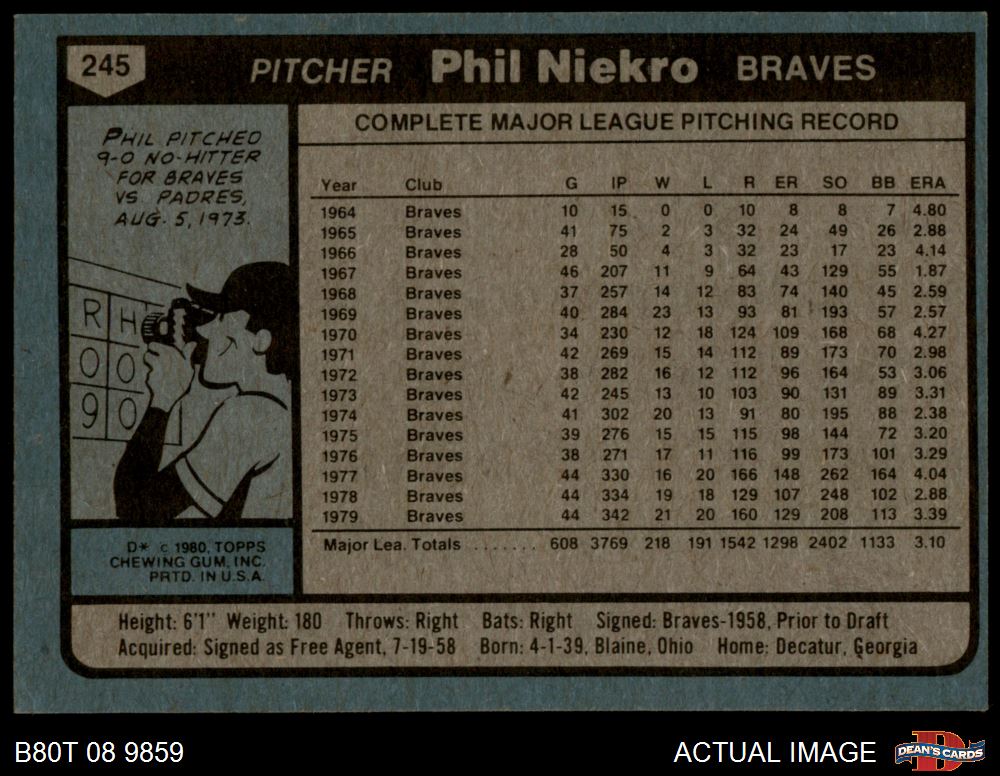 245 PITCHER Phil Niekro BRAVES
PHIL PITCHED
9-0 NO-HITTER
FOR BRAVES
VS PADRES,
AUG. 5, 1973.
R H
0 0
9 0
D* c 1980, TOPPS
CHEWING GUM, INC.
PRTD. IN U.S.A.
COMPLETE MAJOR LEAGUE PITCHING RECORD
Year Club G IP W L R ER SO BB ERA
1964 Braves 10 15 0 0 10 8 8 7 4.80
1965 Braves 41 75 2 3 32 24 49 26 2.88
1966 Braves 28 50 4 3 32 23 17 23 4.14
1967 Braves 46 207 11 9 64 43 129 55 1.87
1968 Braves 37 257 14 12 83 74 140 45 2.59
1969 Braves 40 284 23 13 93 81 193 57 2.57
1970 Braves 34 230 12 18 124 109 168 68 4.27
1971 Braves 42 269 15 14 112 89 173 70 2.98
1972 Braves 38 282 16 12 112 96 164 53 3.06
1973 Braves 42 245 13 10 103 90 131 89 3.31
1974 Braves 41 302 20 13 91 80 195 88 2.38
1975 Braves 39 276 15 15 115 98 144 72 3.20
1976 Braves 38 271 17 11 116 99 173 101 3.29
1977 Braves 44 330 16 20 166 148 262 164 4.04
1978 Braves 44 334 19 18 129 107 248 102 2.88
1979 Braves 44 342 21 20 160 129 208 113 3.39
Major Lea. Totals ....... 608 3769 218 191 1542 1298 2402 1133 3.10
Height: 6'1" Weight: 180 Throws: Right Bats: Right Signed: Braves-1958, Prior to Draft
Acquired: Signed as Free Agent, 7-19-58 Born: 4-1-39, Blaine, Ohio Home: Decatur, Georgia
B80T 08 9859 ACTUAL IMAGE D DEAN'S CARDS